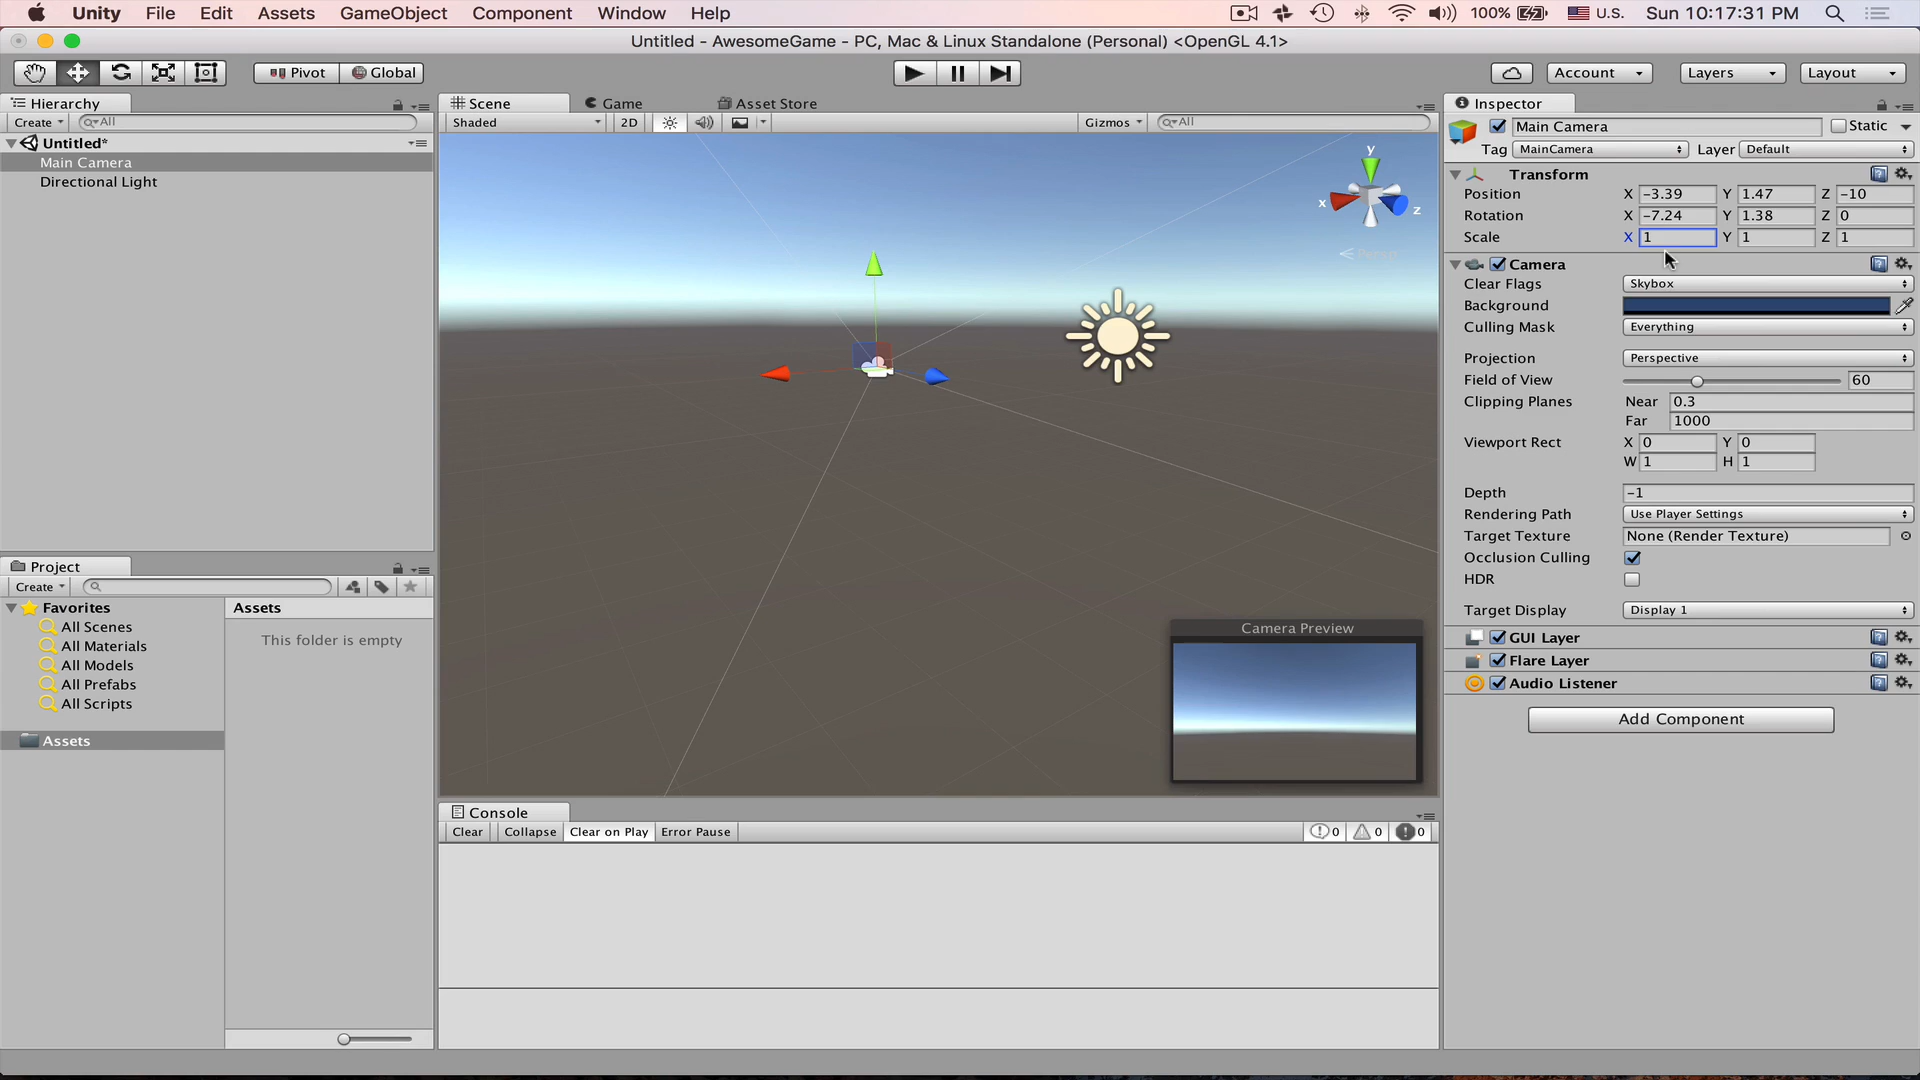 Unity File Edit Assets GameObject Component Window Help 100% U.S. Sun 10:17:31 PM
Untitled - AwesomeGame - PC, Mac & Linux Standalone (Personal) <OpenGL 4.1>
Pivot Global Account Layers Layout
Hierarchy
Create All
Untitled*
Main Camera
Directional Light
Scene Game Asset Store
Shaded 2D Gizmos All
y
x
z
Project
Create
Favorites
All Scenes
All Materials
All Models
All Prefabs
All Scripts
Assets
Assets
This folder is empty
Camera Preview
Console
Clear Collapse Clear on Play Error Pause 0 0 0
Inspector
Main Camera Static
Tag MainCamera Layer Default
Transform
Position X -3.39 Y 1.47 Z -10
Rotation X -7.24 Y 1.38 Z 0
Scale X 1 Y 1 Z 1
Camera
Clear Flags Skybox
Background
Culling Mask Everything
Projection Perspective
Field of View 60
Clipping Planes Near 0.3
Far 1000
Viewport Rect X 0 Y 0
W 1 H 1
Depth -1
Rendering Path Use Player Settings
Target Texture None (Render Texture)
Occlusion Culling
HDR
Target Display Display 1
GUI Layer
Flare Layer
Audio Listener
Add Component